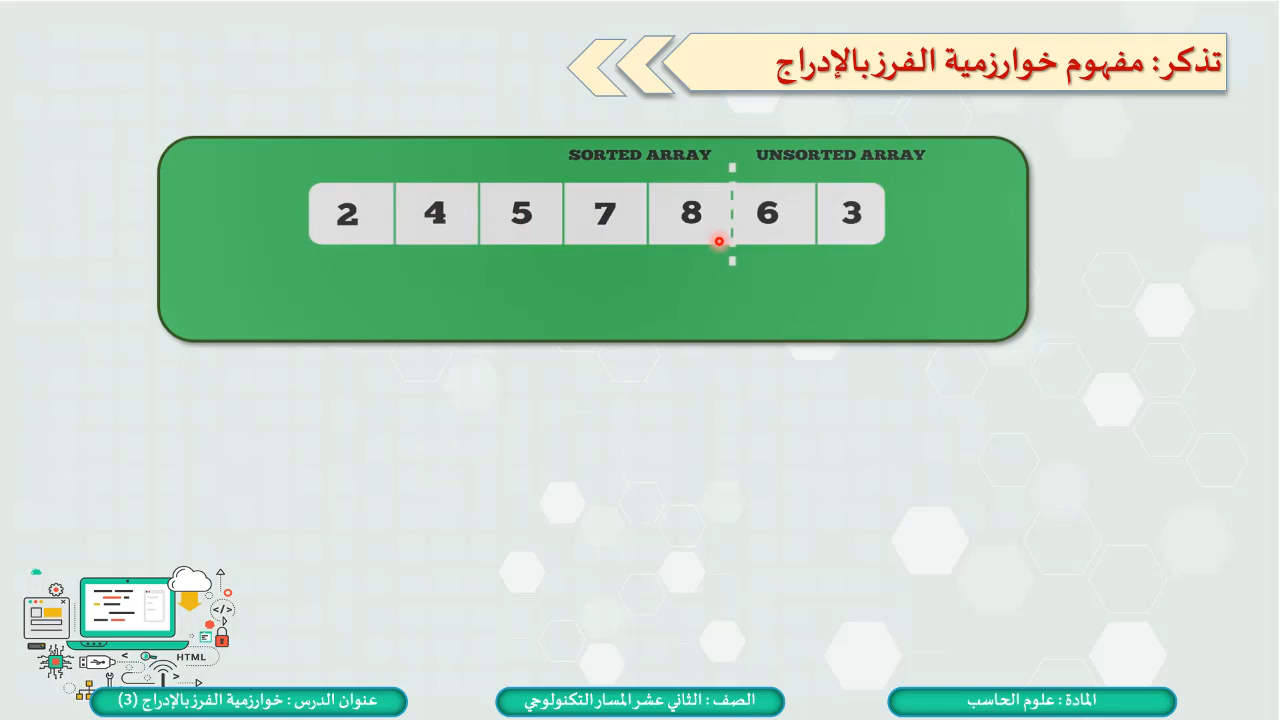 تذكر: مفهوم خوارزمية الفرز بالإدراج
SORTED ARRAY UNSORTED ARRAY
2 4 5 7 8 6 3
</>
HTML
المادة : علوم الحاسب
الصف : الثاني عشر المسار التكنولوجي
عنوان الدرس : خوارزمية الفرز بالإدراج (3)